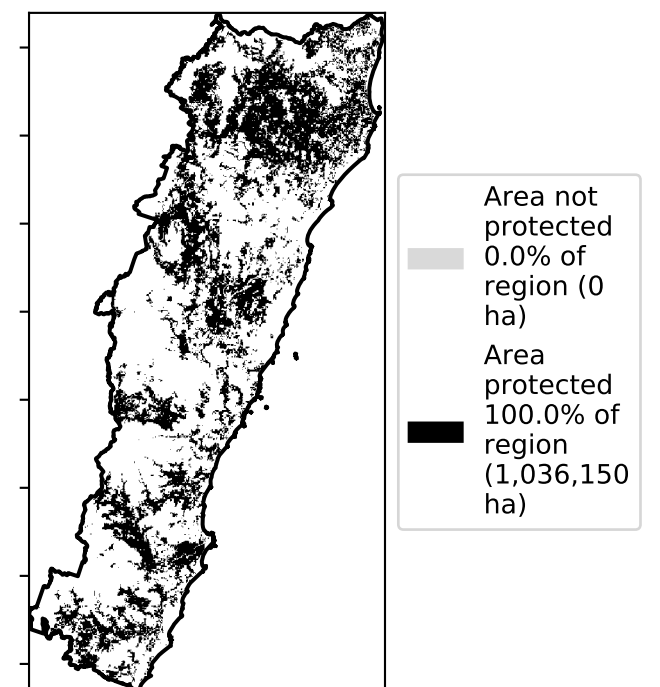 Area not
protected
0.0% of
region (0
ha)
Area
protected
100.0% of
region
(1,036,150
ha)